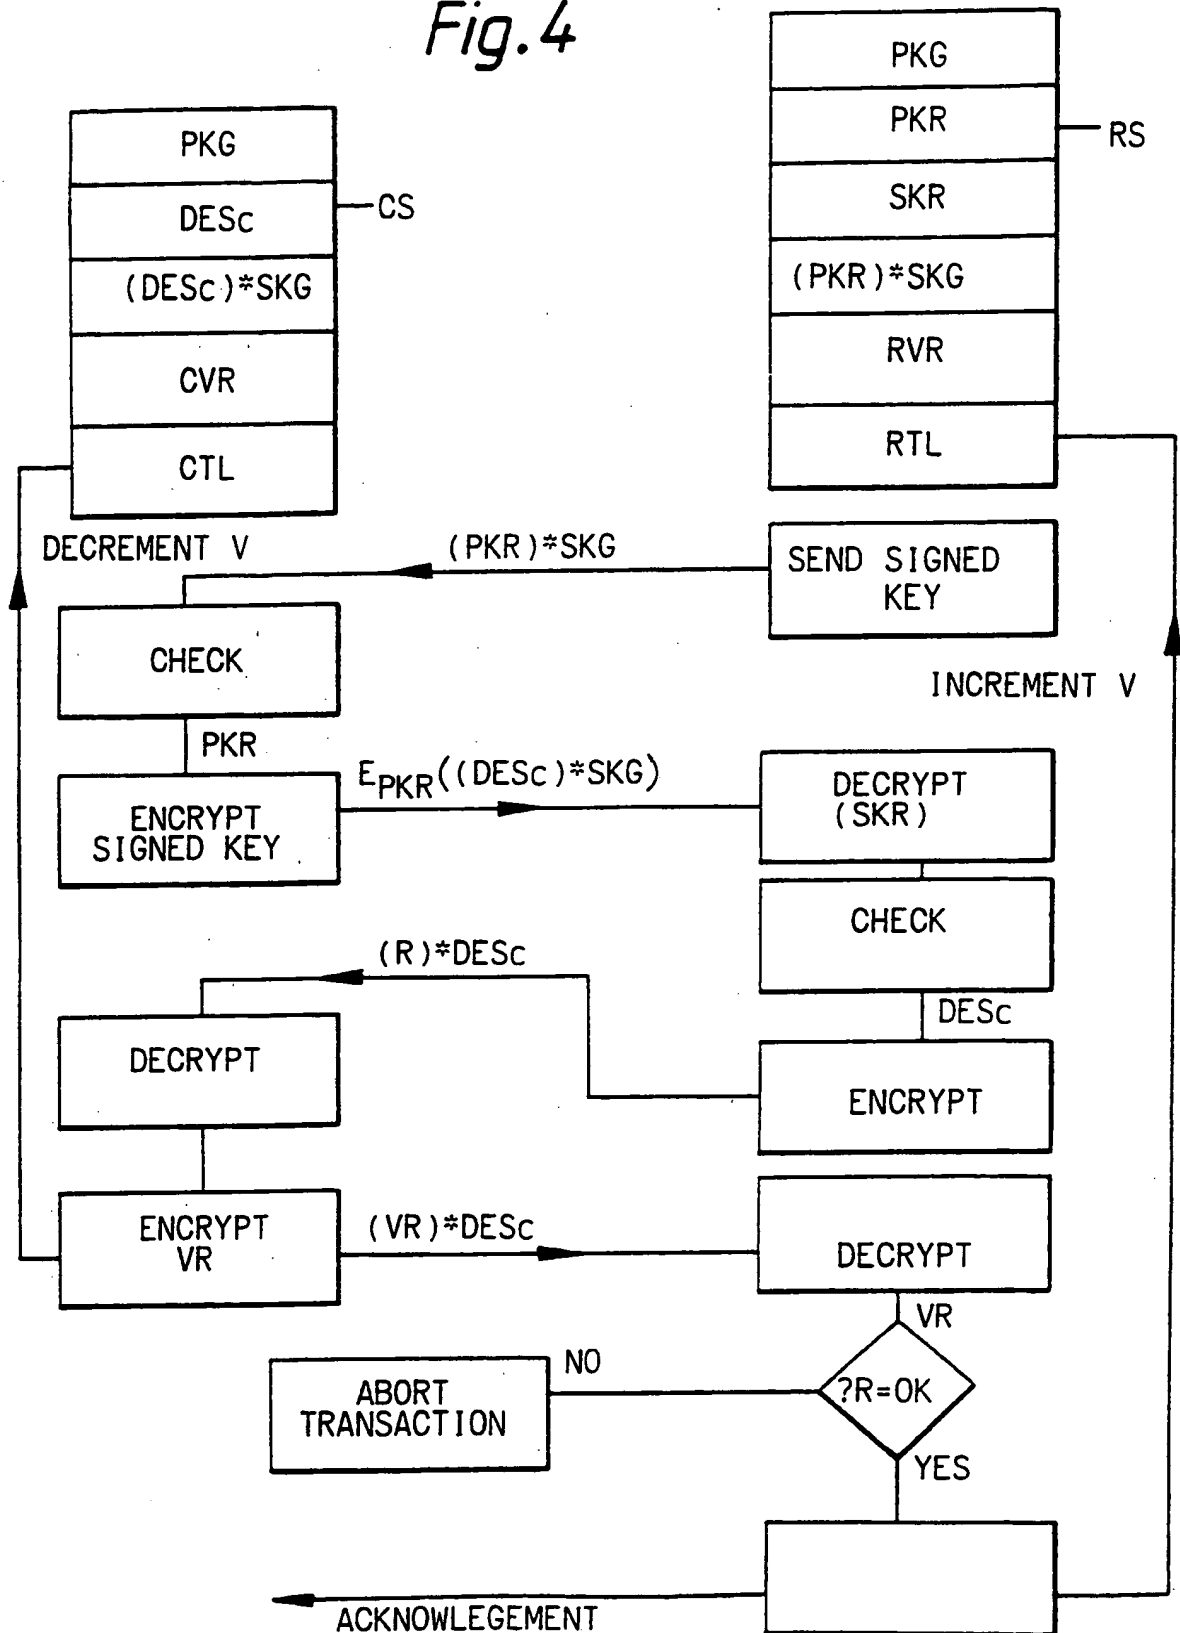 Fig.4
PKG
DESc
CS
(DESc)*SKG
CVR
CTL
PKG
PKR
RS
SKR
(PKR)*SKG
RVR
RTL
DECREMENT V
(PKR)*SKG
SEND SIGNED
KEY
CHECK
INCREMENT V
PKR
EPKR((DESc)*SKG)
ENCRYPT
SIGNED KEY
DECRYPT
(SKR)
CHECK
(R)*DESc
DESc
DECRYPT
ENCRYPT
ENCRYPT
VR
(VR)*DESc
DECRYPT
VR
?R=OK
NO
ABORT
TRANSACTION
YES
ACKNOWLEGEMENT